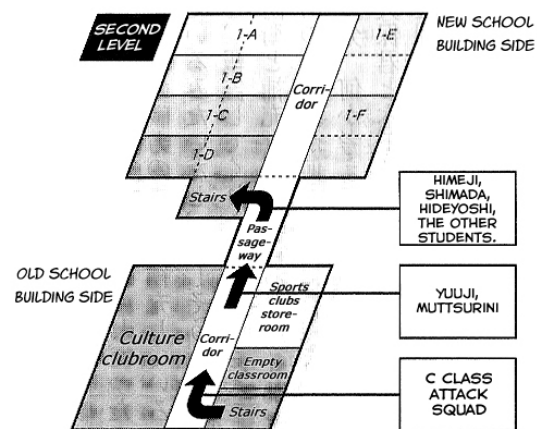 SECOND
LEVEL
NEW SCHOOL
BUILDING SIDE
1-A
1-E
1-B
Corri-
dor
1-C
1-F
1-D
Stairs
HIMEJI,
SHIMADA,
HIDEYOSHI,
THE OTHER
STUDENTS.
Pas-
sage-
way
OLD SCHOOL
BUILDING SIDE
YUUJI,
MUTTSURINI
Sports
clubs
store-
room
Culture
clubroom
Corri-
dor
Empty
classroom
Stairs
C CLASS
ATTACK
SQUAD